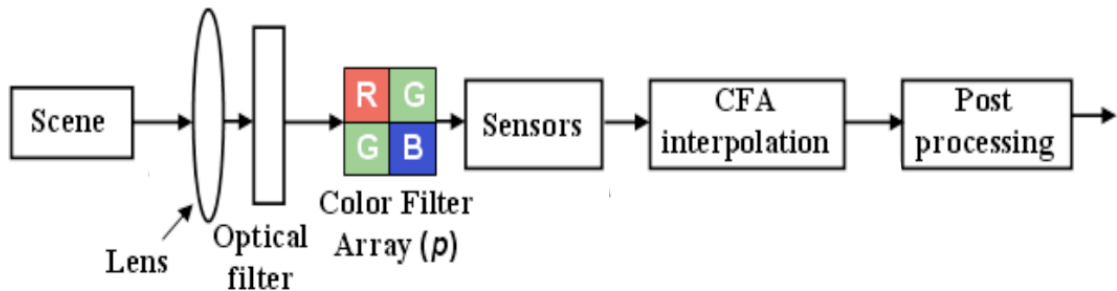 Scene
Lens
Optical
filter
R G
G B
Color Filter
Array (p)
Sensors
CFA
interpolation
Post
processing